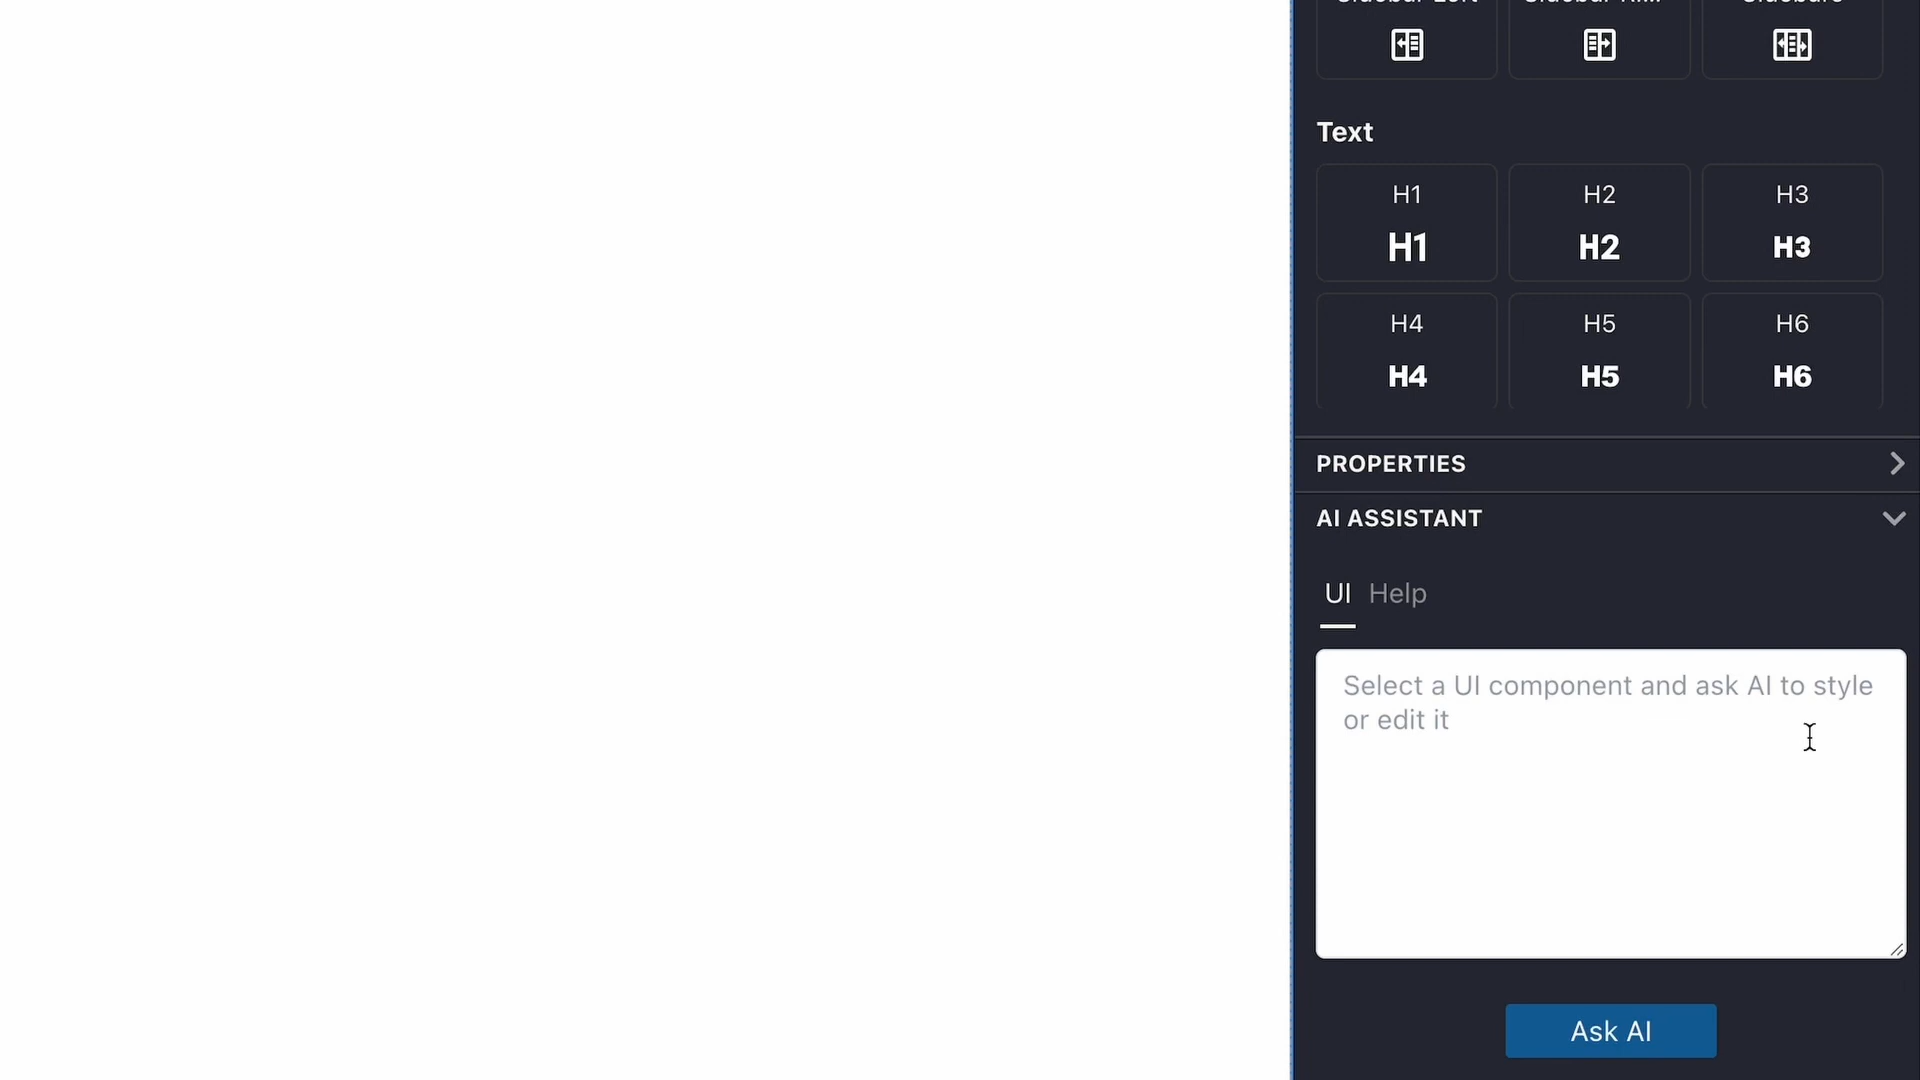 Text
H1
H2
H3
H1
H2
H3
H4
H5
H6
H4
H5
H6
PROPERTIES
AI ASSISTANT
UI Help
Select a UI component and ask AI to style
or edit it
Ask AI